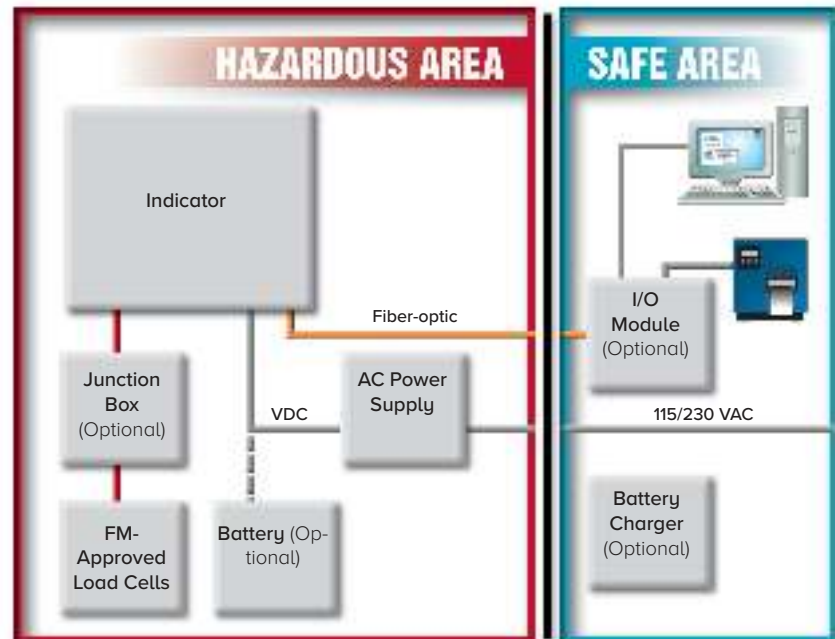 HAZARDOUS AREA
SAFE AREA
Indicator
Fiber-optic
I/O
Module
(Optional)
Junction
Box
(Optional)
VDC
AC Power
Supply
115/230 VAC
FM-
Approved
Load Cells
Battery (Op-
tional)
Battery
Charger
(Optional)